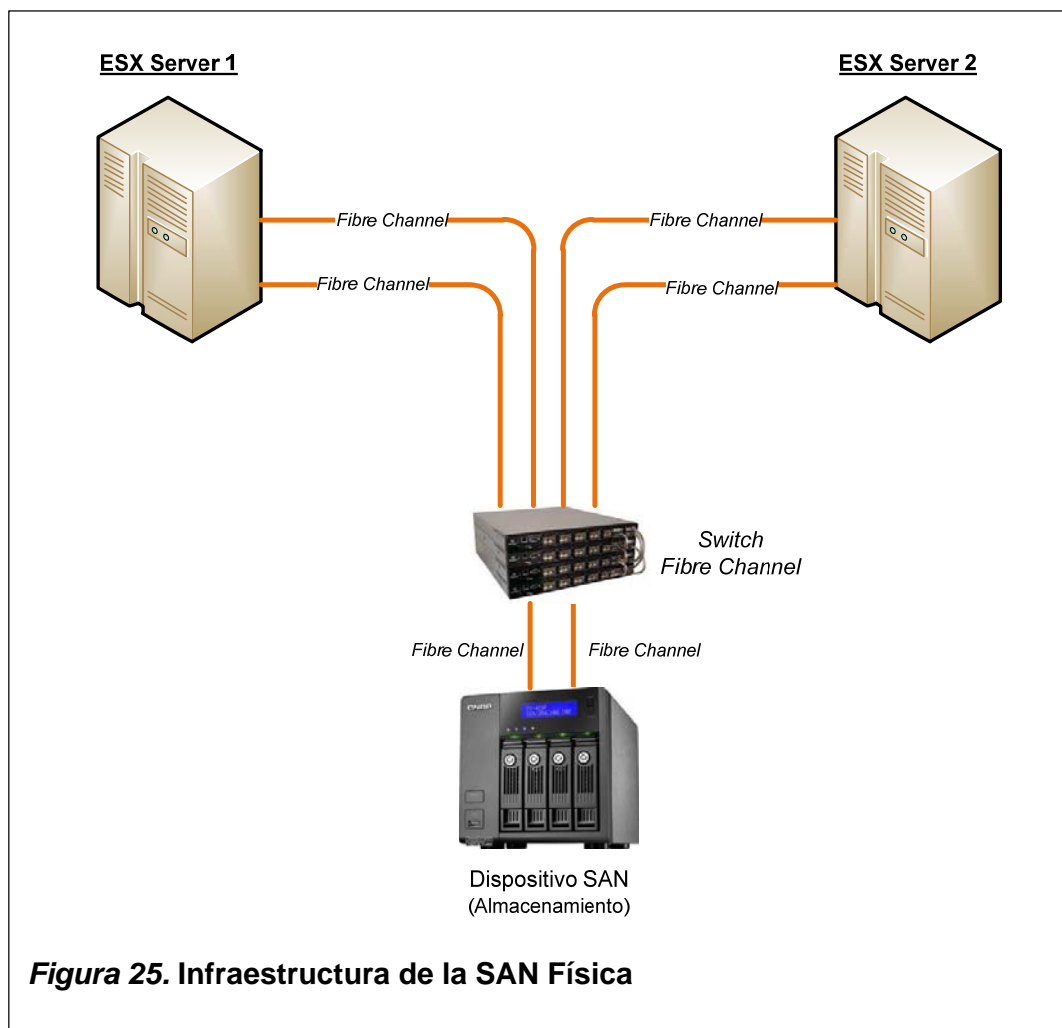 ESX Server 1
ESX Server 2
Fibre Channel
Fibre Channel
Fibre Channel
Fibre Channel
Switch
Fibre Channel
Fibre Channel
Fibre Channel
QNAP
Dispositivo SAN
(Almacenamiento)
Figura 25. Infraestructura de la SAN Física